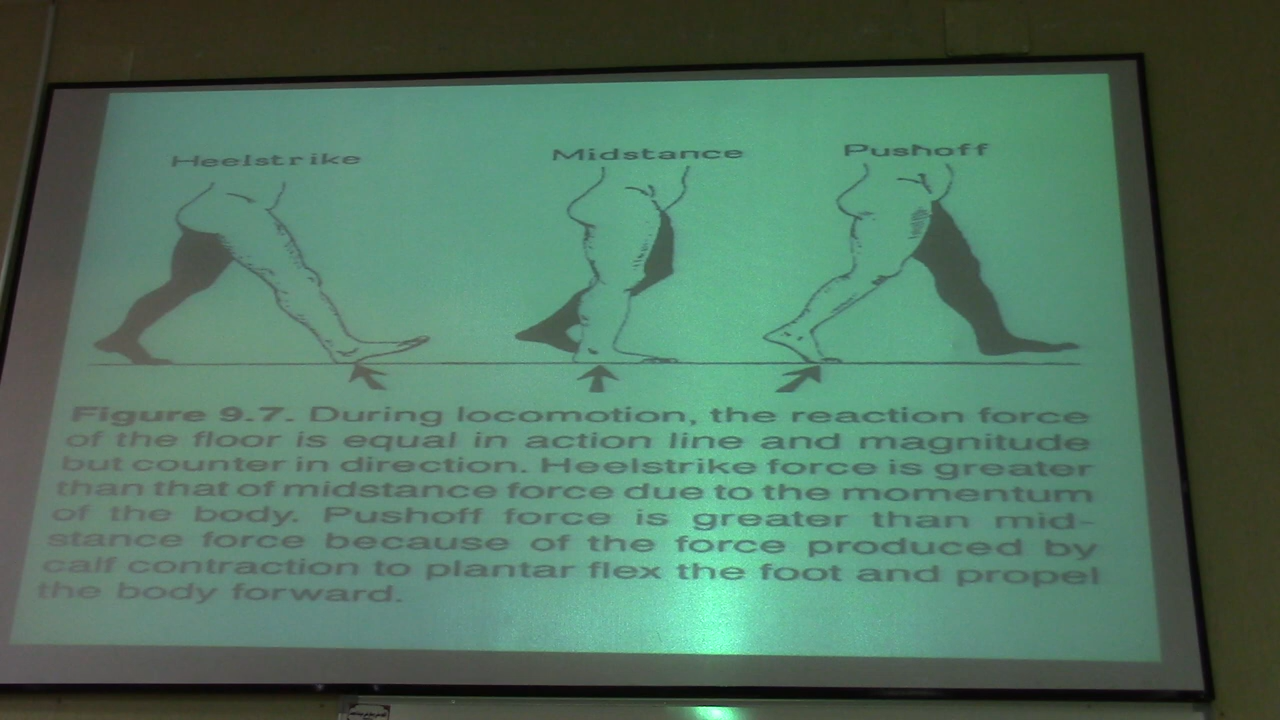 Heelstrike Midstance Pushoff
Figure 9.7. During locomotion, the reaction force
of the floor is equal in action line and magnitude
but counter in direction. Heelstrike force is greater
than that of midstance force due to the momentum
of the body. Pushoff force is greater than mid-
stance force because of the force produced by
calf contraction to plantar flex the foot and propel
the body forward.